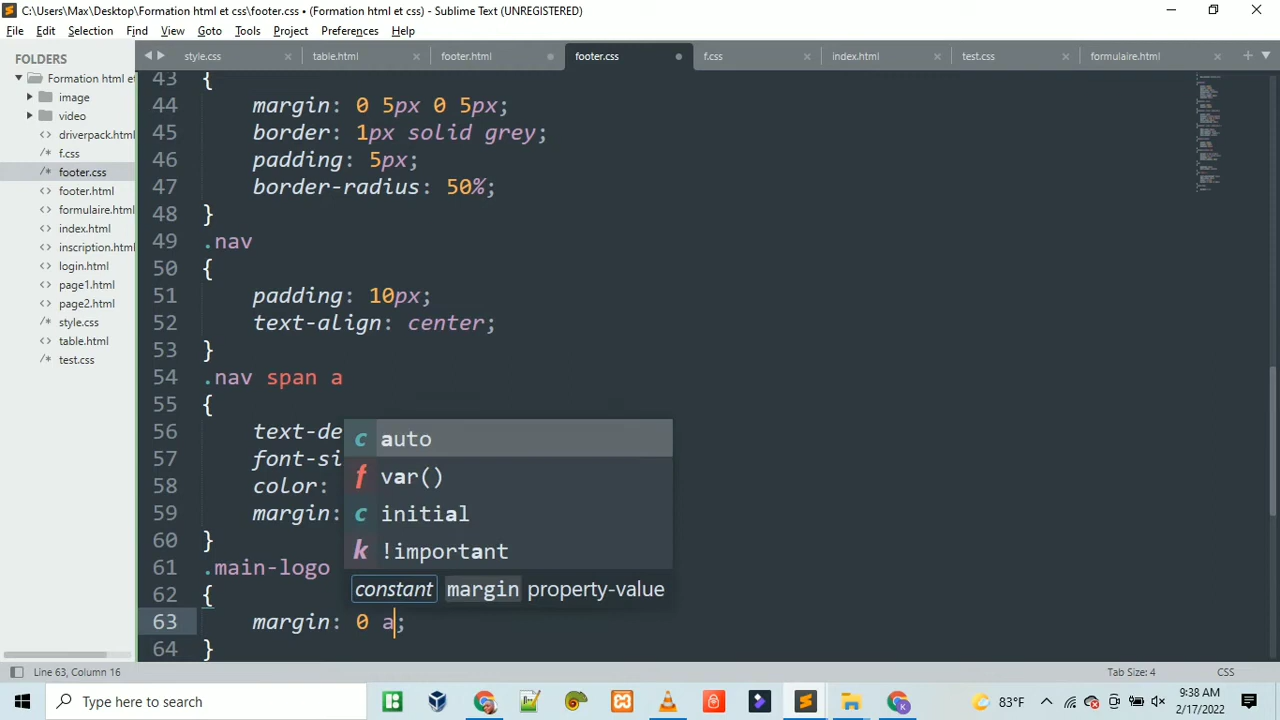 C:\Users\Max\Desktop\Formation html et css\footer.css • (Formation html et css) - Sublime Text (UNREGISTERED)
File Edit Selection Find View Goto Tools Project Preferences Help
FOLDERS
Formation html et
image
video
driverpack.html
f.css
footer.css
footer.html
formulaire.html
index.html
inscription.html
login.html
page1.html
page2.html
style.css
table.html
test.css
style.css table.html footer.html footer.css f.css index.html test.css formulaire.html
43 {
44 margin: 0 5px 0 5px;
45 border: 1px solid grey;
46 padding: 5px;
47 border-radius: 50%;
48 }
49 .nav
50 {
51 padding: 10px;
52 text-align: center;
53 }
54 .nav span a
55 {
56 text-de
57 font-si
58 color:
59 margin:
60 }
61 .main-logo
62 {
63 margin: 0 a;
64 }
c auto
f var()
c initial
k !important
constant margin property-value
Line 63, Column 16
Tab Size: 4 CSS
Type here to search
83°F
9:38 AM
2/17/2022